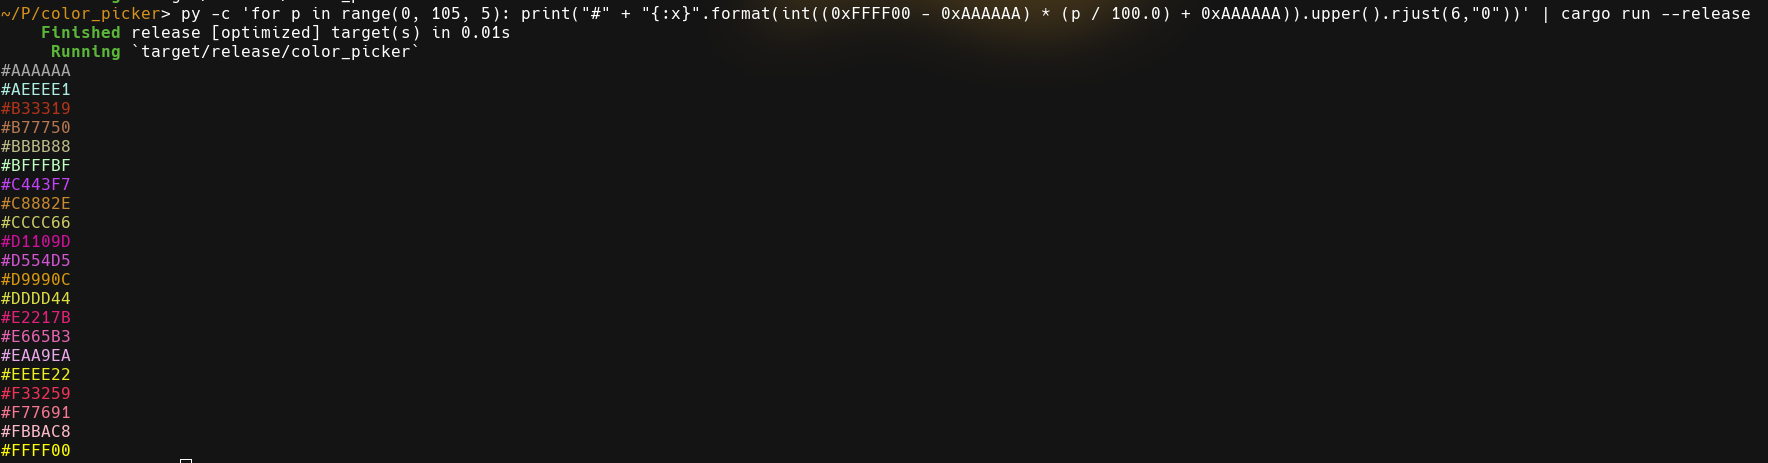 ~/P/color_picker> py -c 'for p in range(0, 105, 5): print("#" + "{:x}".format(int((0xFFFF00 - 0xAAAAAA) * (p / 100.0) + 0xAAAAAA)).upper().rjust(6,"0"))' | cargo run --release
Finished release [optimized] target(s) in 0.01s
Running `target/release/color_picker`
#AAAAAA
#AEEEE1
#B33319
#B77750
#BBBB88
#BFFFBF
#C443F7
#C8882E
#CCCC66
#D1109D
#D554D5
#D9990C
#DDDD44
#E2217B
#E665B3
#EAA9EA
#EEEE22
#F33259
#F77691
#FBBAC8
#FFFF00